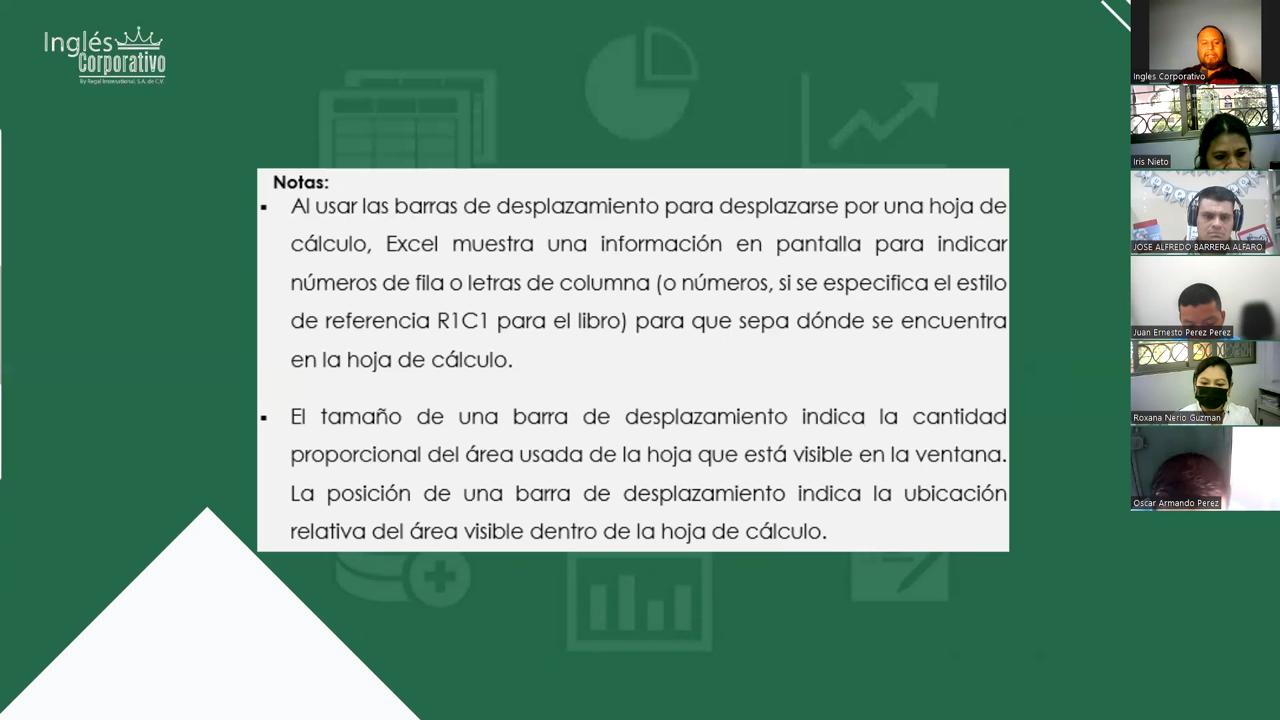 Inglés
Corporativo
By Regal International, S.A. de C.V.
Notas:
▪ Al usar las barras de desplazamiento para desplazarse por una hoja de
cálculo, Excel muestra una información en pantalla para indicar
números de fila o letras de columna (o números, si se especifica el estilo
de referencia R1C1 para el libro) para que sepa dónde se encuentra
en la hoja de cálculo.
▪ El tamaño de una barra de desplazamiento indica la cantidad
proporcional del área usada de la hoja que está visible en la ventana.
La posición de una barra de desplazamiento indica la ubicación
relativa del área visible dentro de la hoja de cálculo.
Ingles Corporativo
Iris Nieto
JOSE ALFREDO BARRERA ALFARO
Juan Ernesto Perez Perez
Roxana Nerio Guzman
Oscar Armando Perez